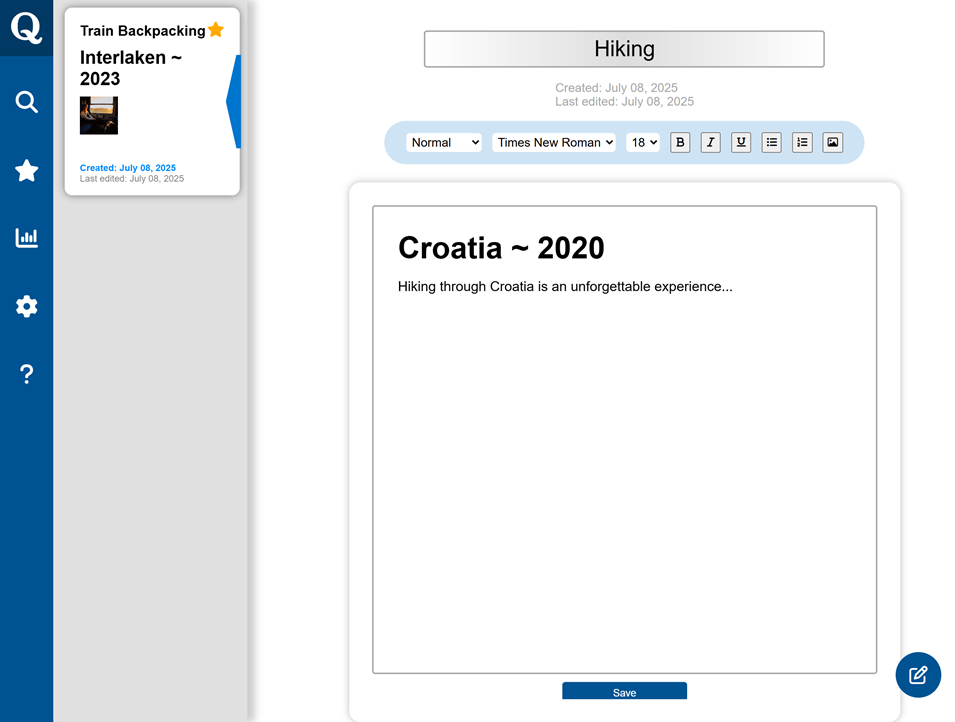 Q
Train Backpacking
Interlaken ~
2023
Created: July 08, 2025
Last edited: July 08, 2025
?
Hiking
Created: July 08, 2025
Last edited: July 08, 2025
Normal Times New Roman 18 B I U
Croatia ~ 2020
Hiking through Croatia is an unforgettable experience...
Save